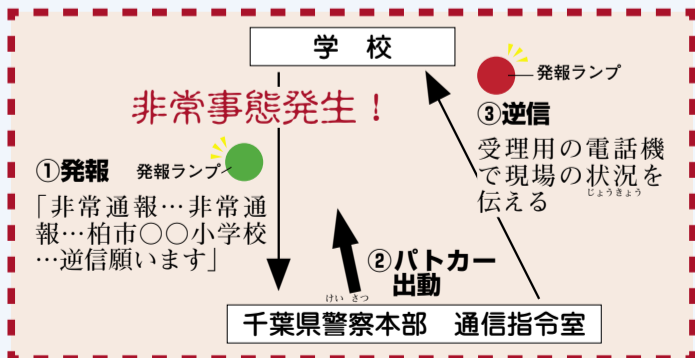 学校
非常事態発生！
①発報 発報ランプ
「非常通報…非常通
報…柏市○○小学校
…逆信願います」
発報ランプ
③逆信
受理用の電話機
で現場の状況を
じょうきょう
伝える
②パトカー
出動
けいさつ
千葉県警察本部 通信指令室